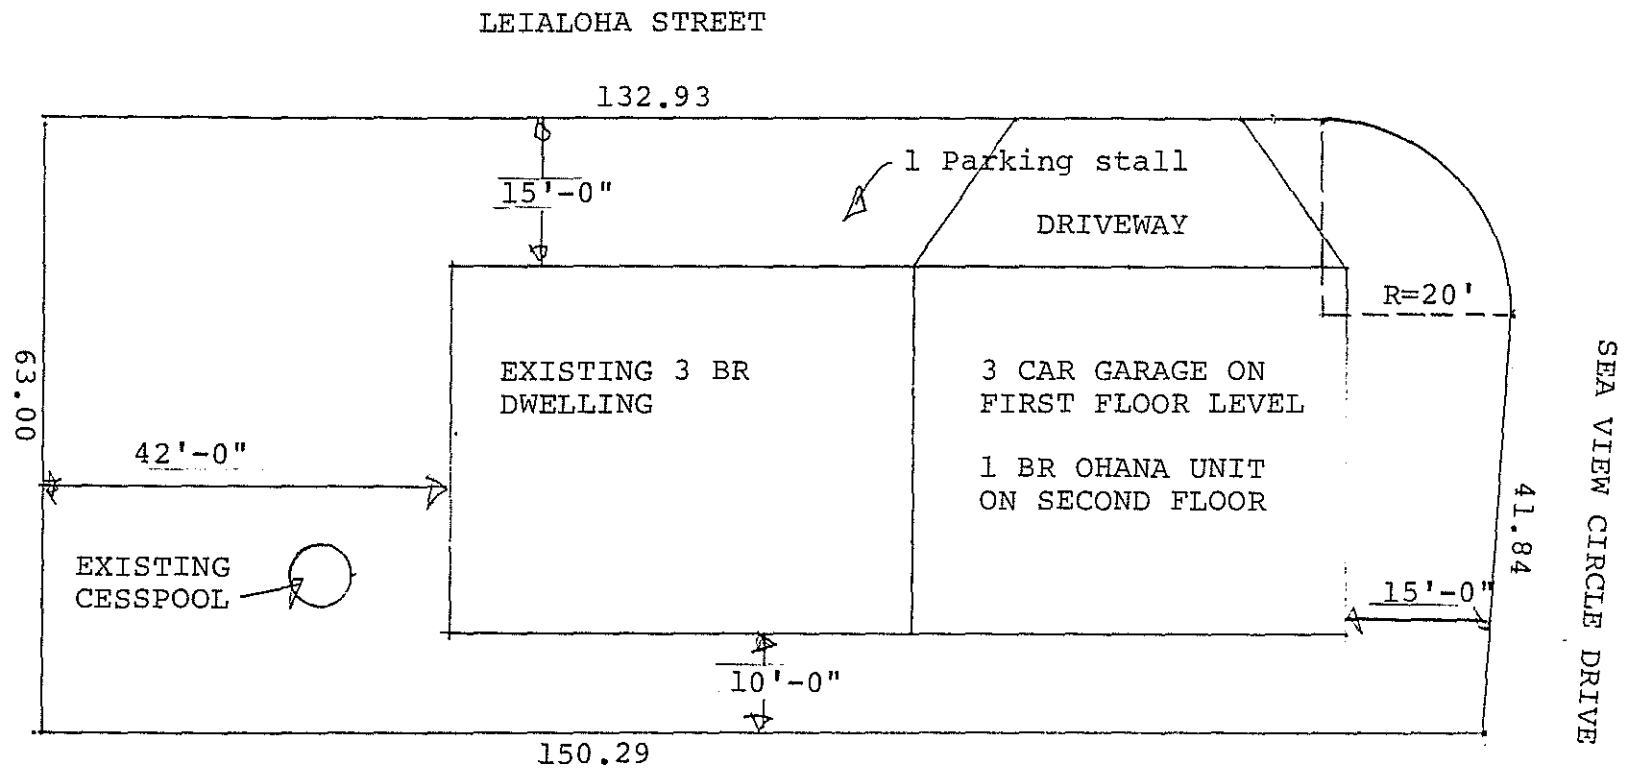 LEIALOHA STREET
132.93
1 Parking stall
15'-0"
DRIVEWAY
R=20'
63.00
EXISTING 3 BR
DWELLING
3 CAR GARAGE ON
FIRST FLOOR LEVEL
1 BR OHANA UNIT
ON SECOND FLOOR
SEA VIEW CIRCLE DRIVE
42'-0"
41.84
EXISTING
CESSPOOL
15'-0"
10'-0"
150.29